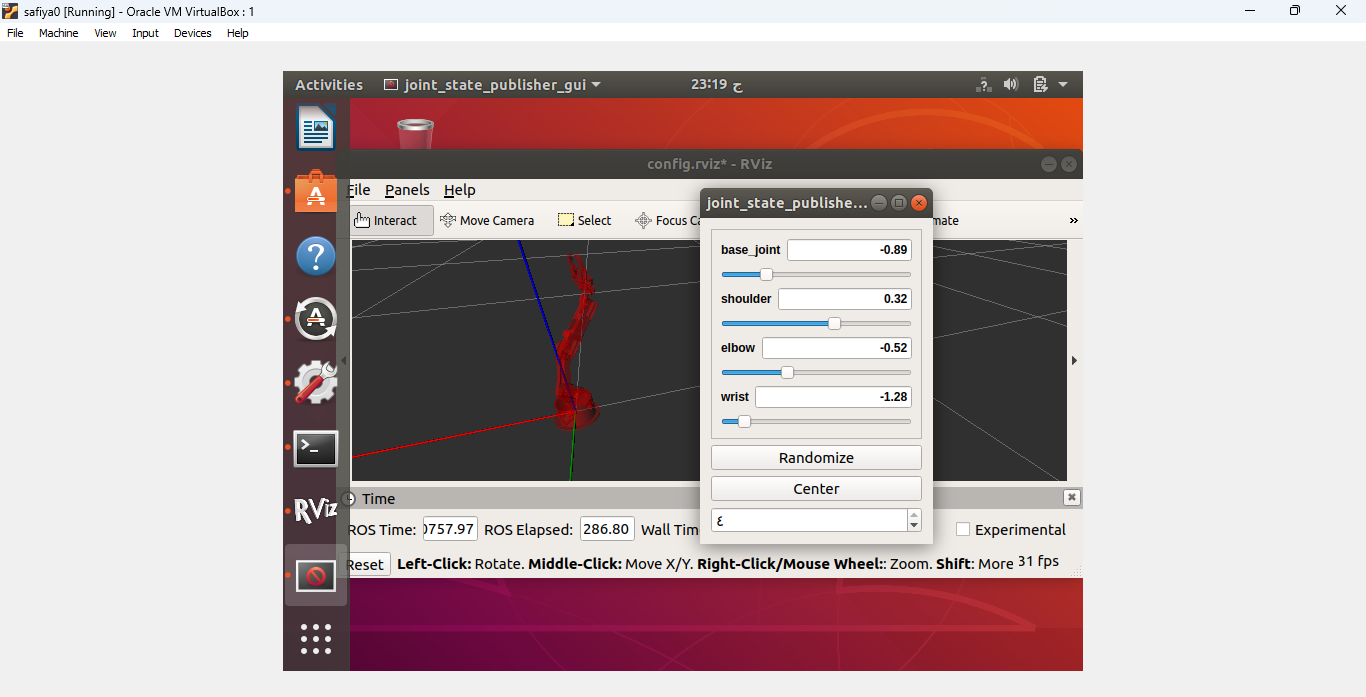 safiya0 [Running] - Oracle VM VirtualBox : 1
File Machine View Input Devices Help
Activities joint_state_publisher_gui 23:19 ح ?
config.rviz* - RViz
File Panels Help
Interact Move Camera Select Focus Ca mate »
joint_state_publishe...
base_joint -0.89
shoulder 0.32
elbow -0.52
wrist -1.28
Randomize
Center
٤
Time
ROS Time: 0757.97 ROS Elapsed: 286.80 Wall Tim Experimental
Reset Left-Click: Rotate. Middle-Click: Move X/Y. Right-Click/Mouse Wheel:: Zoom. Shift: More 31 fps
RViz